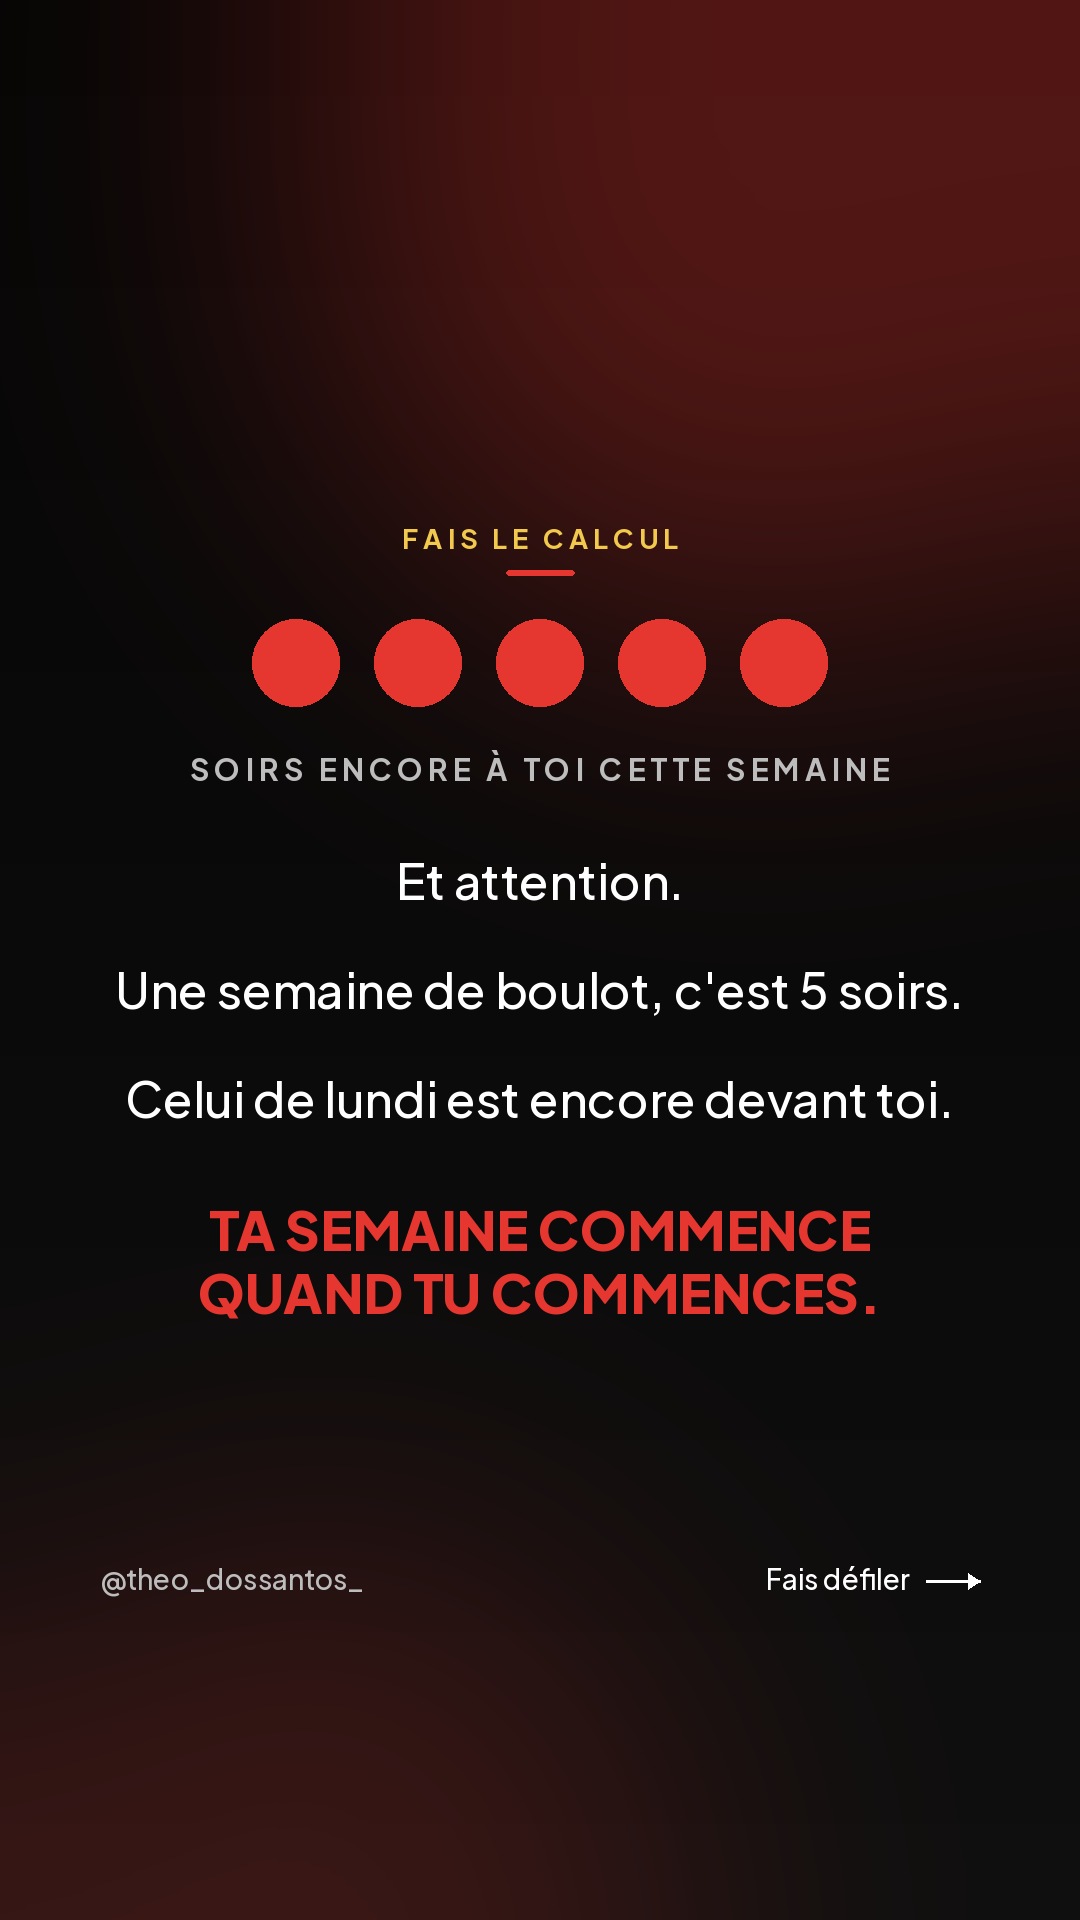 FAIS LE CALCUL
SOIRS ENCORE À TOI CETTE SEMAINE
Et attention.
Une semaine de boulot, c'est 5 soirs.
Celui de lundi est encore devant toi.
TA SEMAINE COMMENCE
QUAND TU COMMENCES.
@theo_dossantos_
Fais défiler